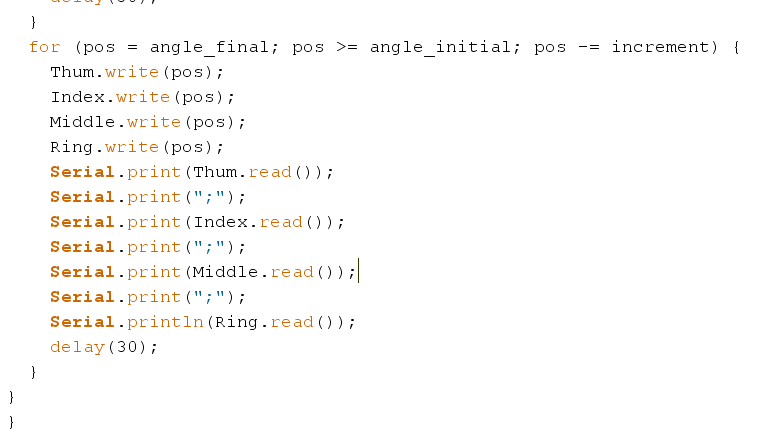 }
  for (pos = angle_final; pos >= angle_initial; pos -= increment) {
    Thum.write(pos);
    Index.write(pos);
    Middle.write(pos);
    Ring.write(pos);
    Serial.print(Thum.read());
    Serial.print(";");
    Serial.print(Index.read());
    Serial.print(";");
    Serial.print(Middle.read());
    Serial.print(";");
    Serial.println(Ring.read());
    delay(30);
  }
}
}